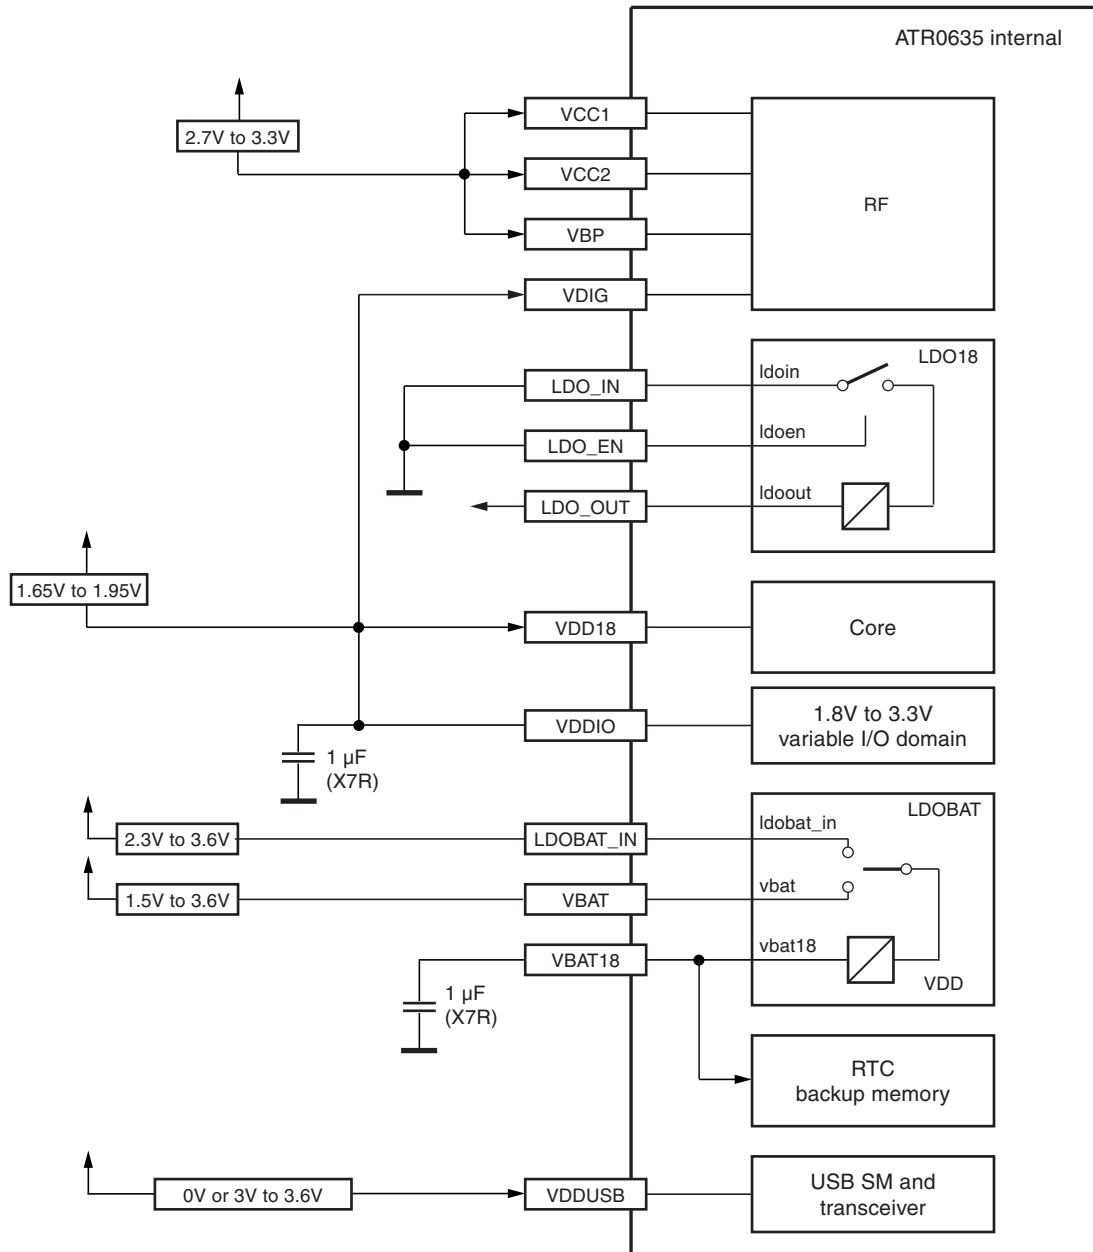 ATR0635 internal
2.7V to 3.3V
VCC1
VCC2
VBP
VDIG
RF
LDO18
LDO_IN
ldoin
LDO_EN
ldoen
LDO_OUT
ldoout
1.65V to 1.95V
VDD18
Core
VDDIO
1.8V to 3.3V
variable I/O domain
1 µF
(X7R)
LDOBAT
2.3V to 3.6V
LDOBAT_IN
ldobat_in
1.5V to 3.6V
VBAT
vbat
VBAT18
vbat18
VDD
1 µF
(X7R)
RTC
backup memory
0V or 3V to 3.6V
VDDUSB
USB SM and
transceiver